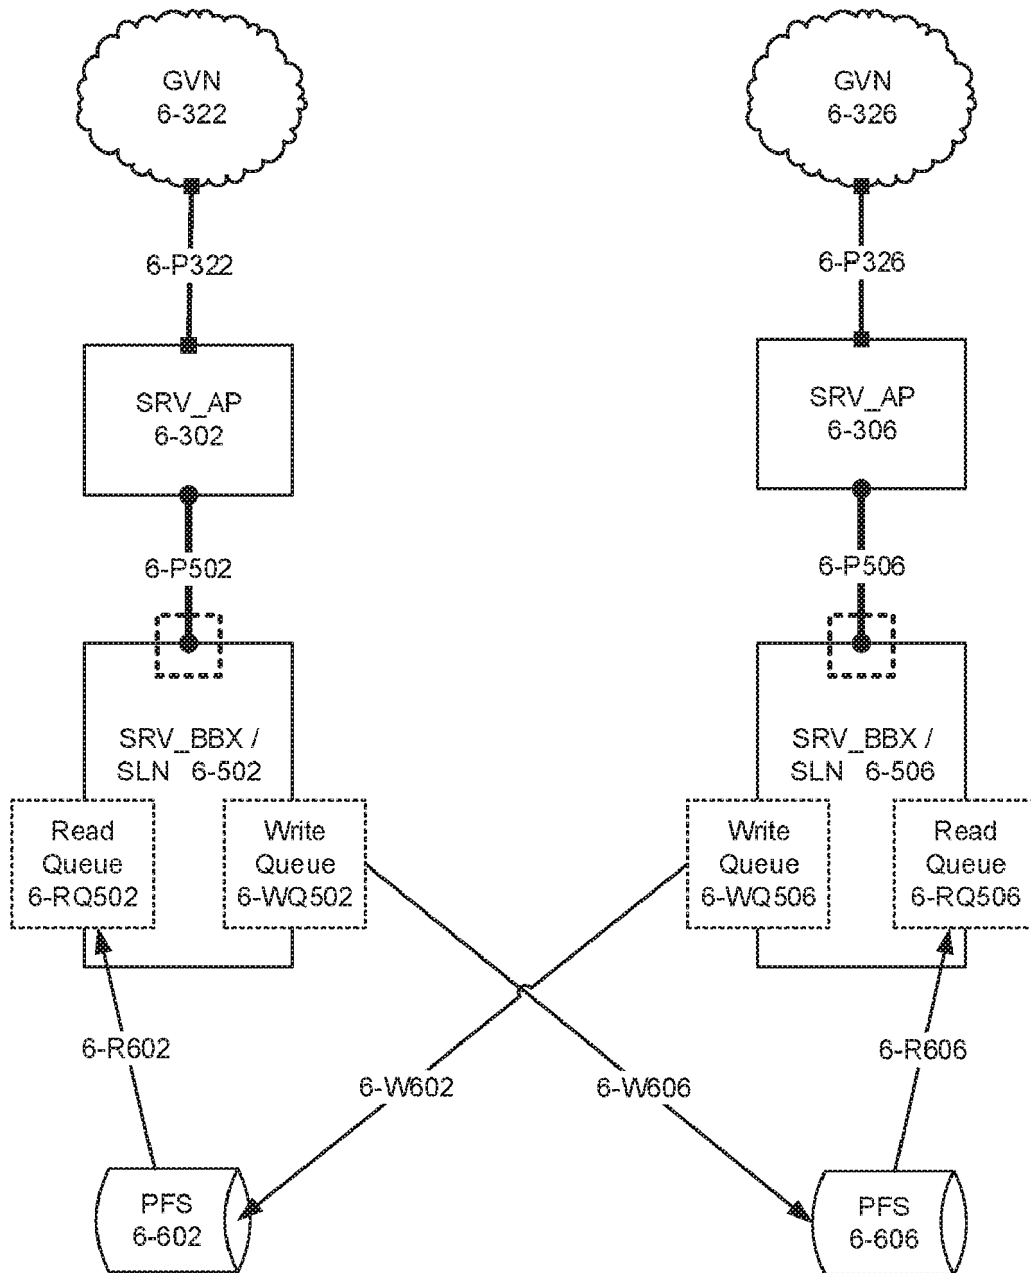 GVN
6-322
GVN
6-326
6-P322
6-P326
SRV_AP
6-302
SRV_AP
6-306
6-P502
6-P506
SRV_BBX /
SLN 6-502
SRV_BBX /
SLN 6-506
Read
Queue
6-RQ502
Write
Queue
6-WQ502
Write
Queue
6-WQ506
Read
Queue
6-RQ506
6-R602
6-W602
6-W606
6-R606
PFS
6-602
PFS
6-606